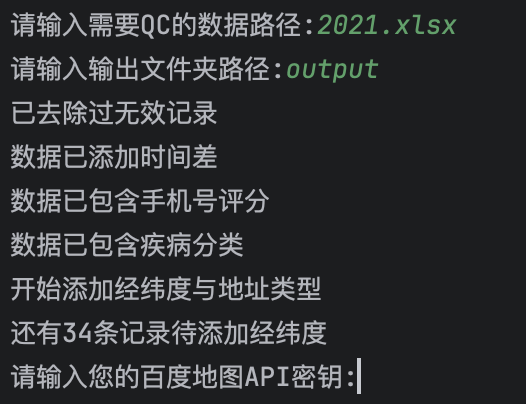 请输入需要QC的数据路径:2021.xlsx
请输入输出文件夹路径:output
已去除过无效记录
数据已添加时间差
数据已包含手机号评分
数据已包含疾病分类
开始添加经纬度与地址类型
还有34条记录待添加经纬度
请输入您的百度地图API密钥: